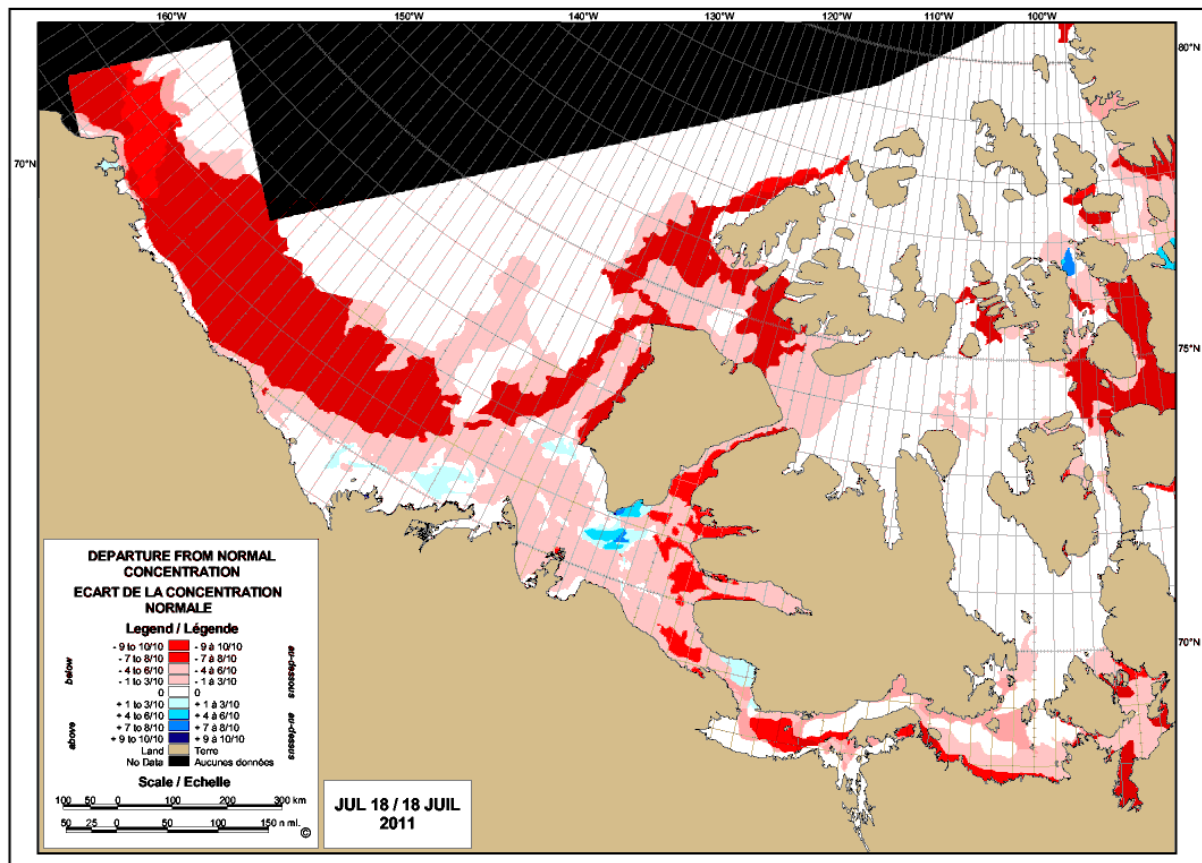 160°W 150°W 140°W 130°W 120°W 110°W 100°W
80°N
70°N
75°N
70°N
DEPARTURE FROM NORMAL
CONCENTRATION
ECART DE LA CONCENTRATION
NORMALE
Legend / Légende
below
- 9 to 10/10 - 9 à 10/10
- 7 to 8/10 - 7 à 8/10
- 4 to 6/10 - 4 à 6/10
- 1 to 3/10 - 1 à 3/10
au-dessous
0 0
above
+ 1 to 3/10 + 1 à 3/10
+ 4 to 6/10 + 4 à 6/10
+ 7 to 8/10 + 7 à 8/10
+ 9 to 10/10 + 9 à 10/10
au-dessus
Land Terre
No Data Aucunes données
Scale / Echelle
100 50 0 100 200 300 km
50 25 0 50 100 150 n mi.
©
JUL 18 / 18 JUIL
2011